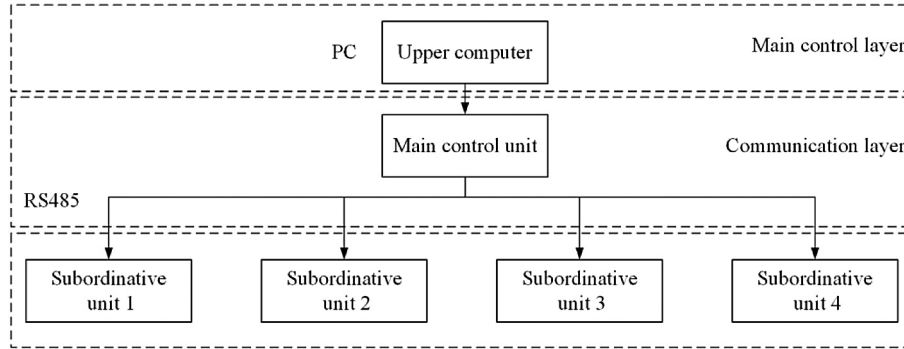 PC
Upper computer
Main control layer
Main control unit
Communication layer
RS485
Subordinative
unit 1
Subordinative
unit 2
Subordinative
unit 3
Subordinative
unit 4